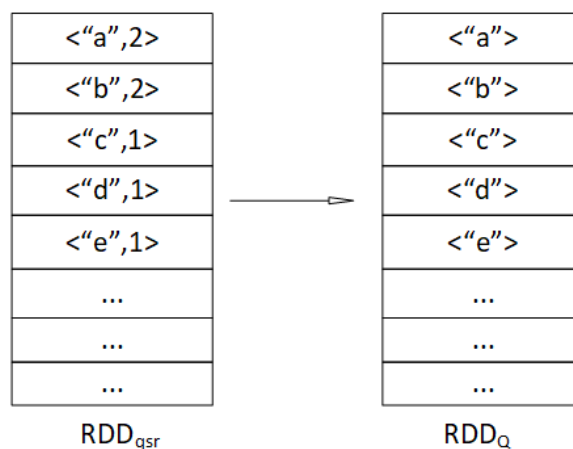 <“a”,2> <“a”>
<“b”,2> <“b”>
<“c”,1> <“c”>
<“d”,1> <“d”>
<“e”,1> <“e”>
... ...
... ...
... ...
RDDqsr RDDQ